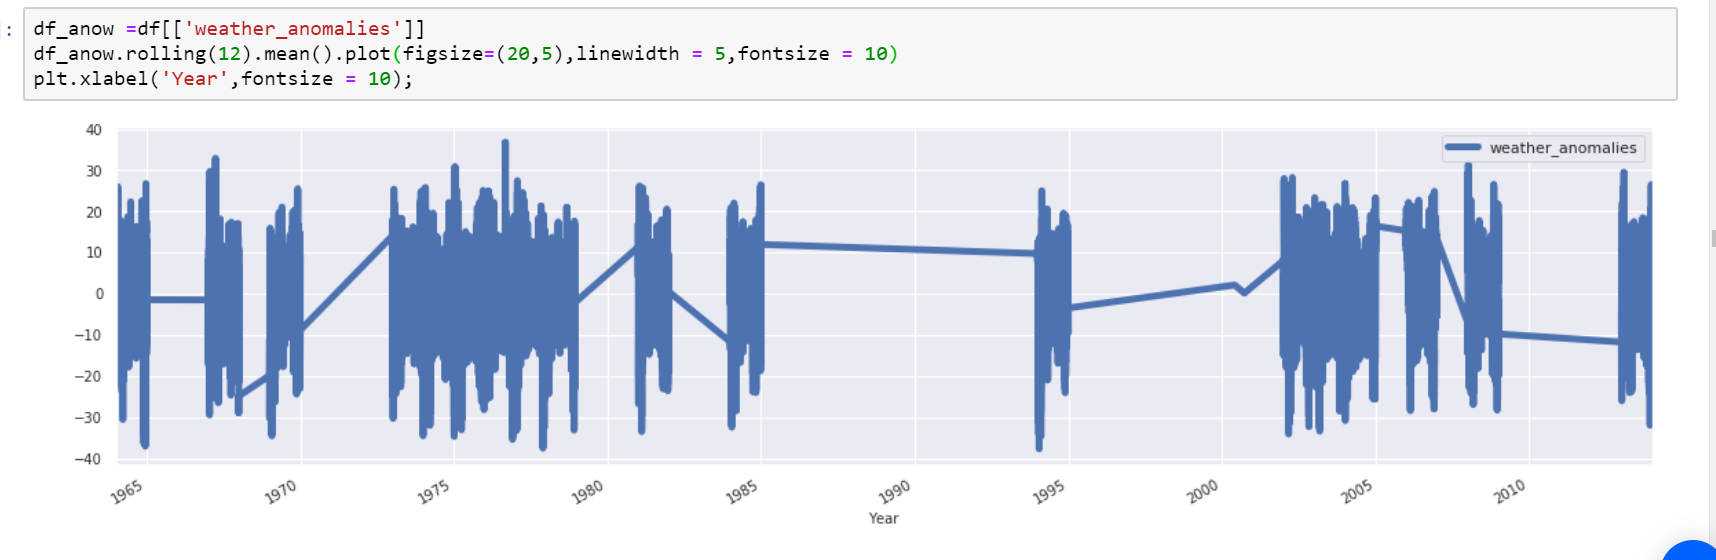 :
df_anow =df[['weather_anomalies']]
df_anow.rolling(12).mean().plot(figsize=(20,5),linewidth = 5,fontsize = 10)
plt.xlabel('Year',fontsize = 10);
weather_anomalies
40
30
20
10
0
−10
−20
−30
−40
1965 1970 1975 1980 1985 1990 1995 2000 2005 2010
Year